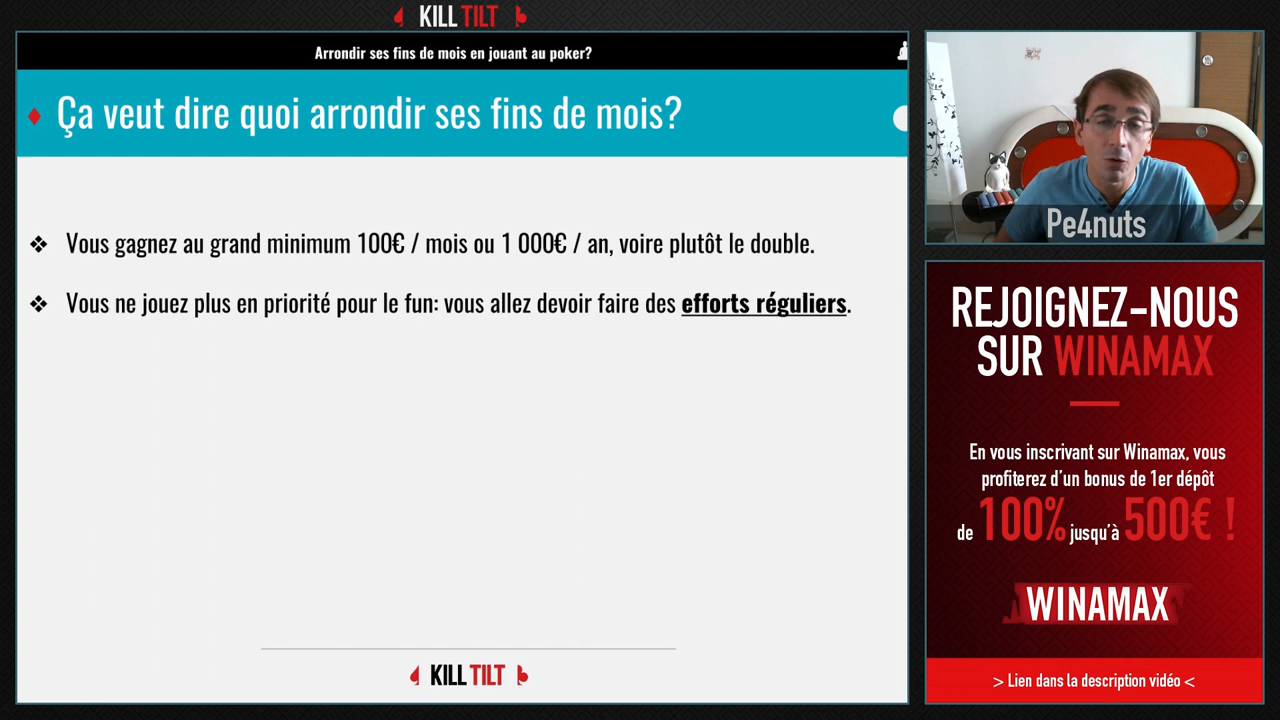 KILL TILT
Arrondir ses fins de mois en jouant au poker?
Ça veut dire quoi arrondir ses fins de mois?
Vous gagnez au grand minimum 100€ / mois ou 1 000€ / an, voire plutôt le double.
Vous ne jouez plus en priorité pour le fun: vous allez devoir faire des efforts réguliers.
KILL TILT
Pe4nuts
REJOIGNEZ-NOUS
SUR WINAMAX
En vous inscrivant sur Winamax, vous
profiterez d'un bonus de 1er dépôt
de 100% jusqu'à 500€ !
WINAMAX
> Lien dans la description vidéo <